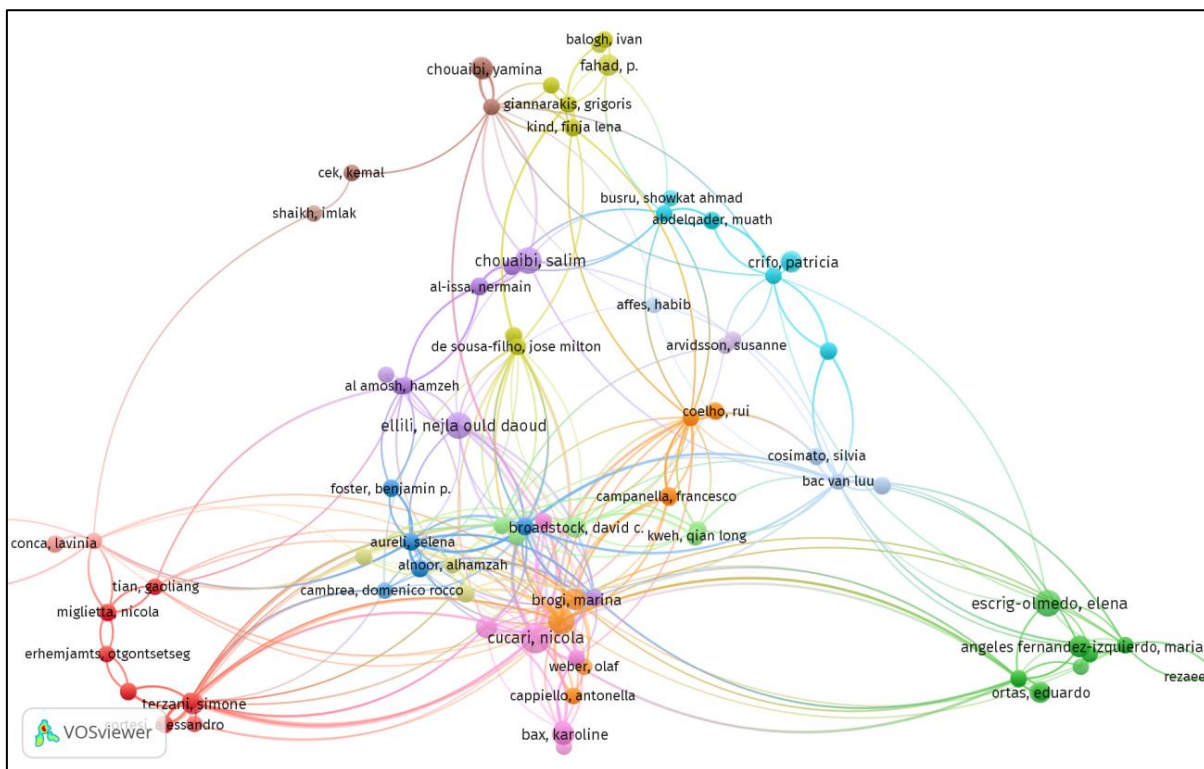 balogh, ivan
chouaibi, yamina
fahad, p.
giannarakis, grigoris
kind, finja lena
cek, kemal
busru, showkat ahmad
shaikh, imlak
abdelqader, muath
chouaibi, salim
crifo, patricia
al-issa, nermain
affes, habib
de sousa-filho, jose milton
arvidsson, susanne
al amosh, hamzeh
coelho, rui
ellili, nejla ould daoud
cosimato, silvia
bac van luu
foster, benjamin p.
campanella, francesco
broadstock, david c.
kweh, qian long
conca, lavinia
aureli, selena
alnoor, alhamzah
tian, gaoliang
cambrea, domenico rocco
brogi, marina
escrig-olmedo, elena
miglietta, nicola
cucari, nicola
angeles fernandez-izquierdo, maria
erhemjamts, otgontsetseg
weber, olaf
rezaee
ortas, eduardo
cappiello, antonella
terzani, simone
cortesi, alessandro
bax, karoline
VOSviewer